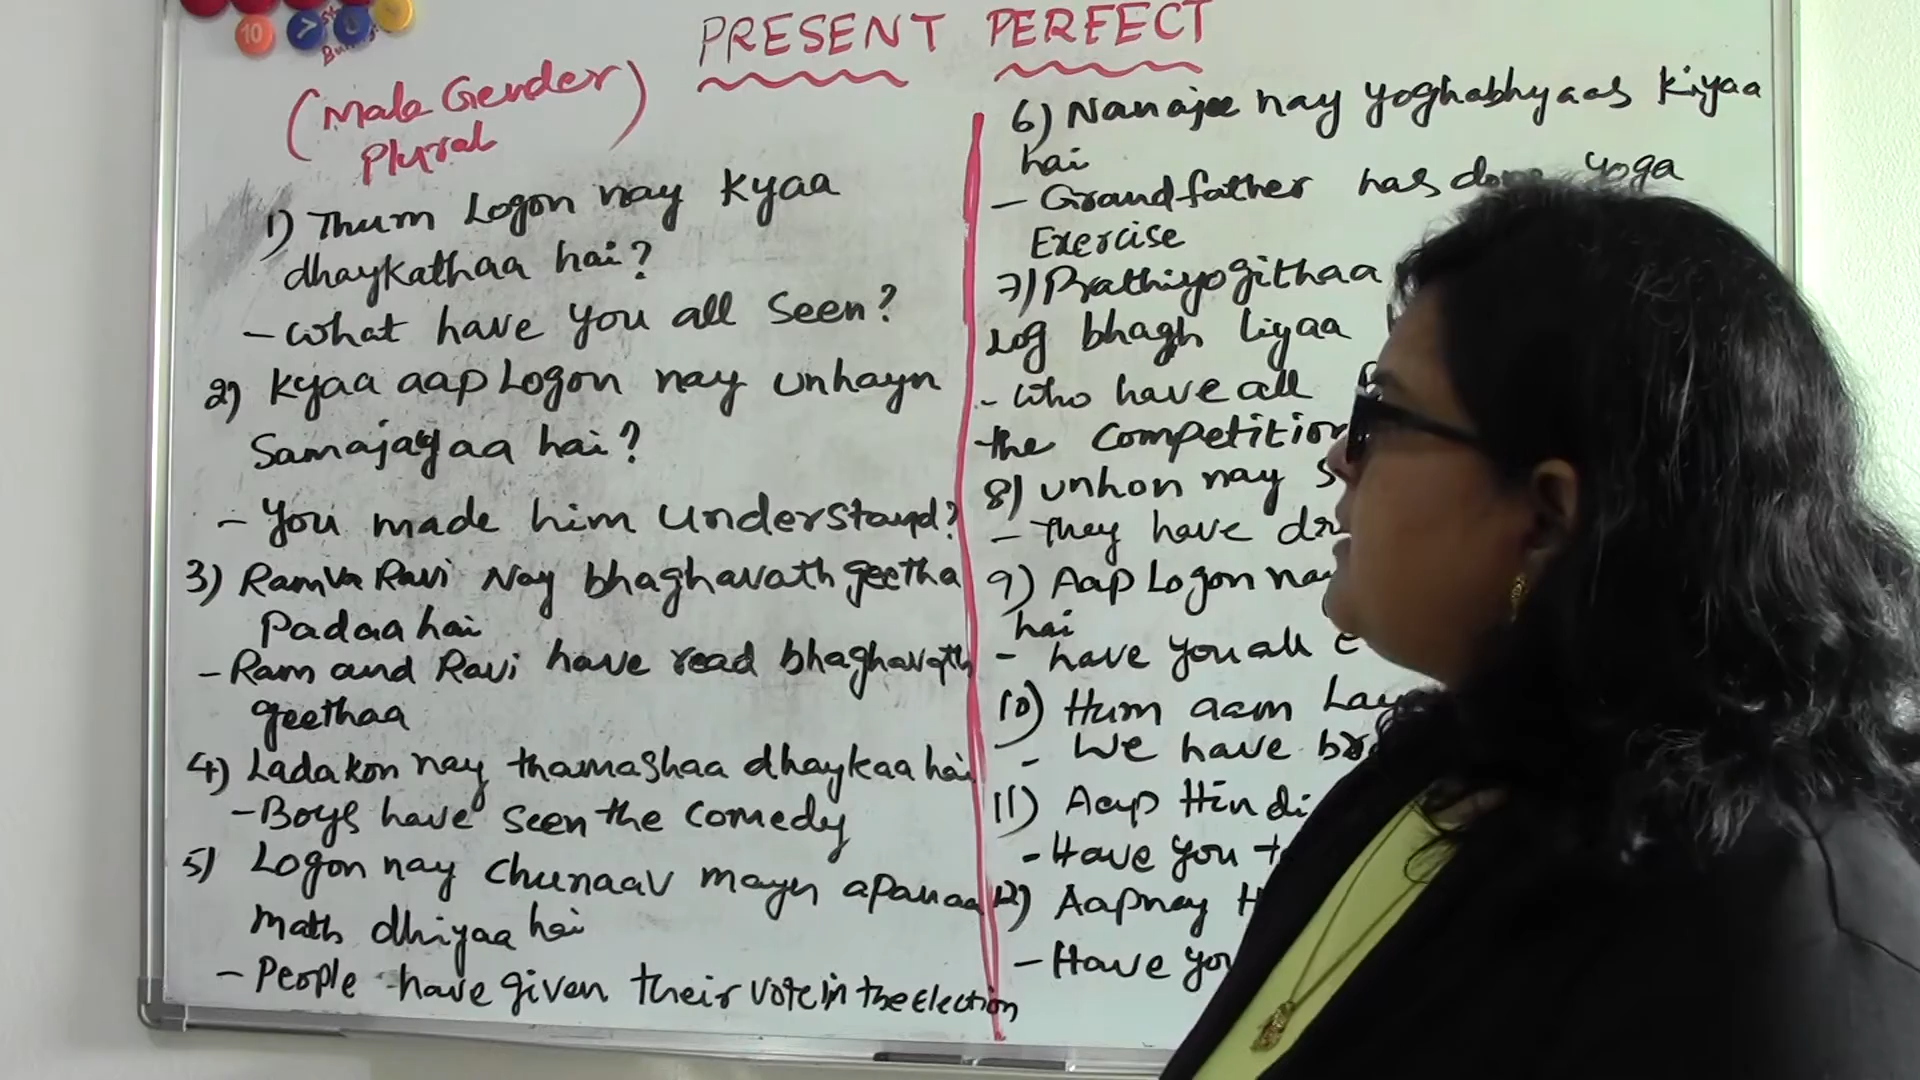 10
PRESENT PERFECT
(Male Gender)
Plural
1) Thum Logon nay kyaa
dhaykathaa hai?
- What have you all seen?
2) kyaa aap Logon nay unhayn
Samajayaa hai?
- You made him understand?
3) Ram va Ravi Nay bhaghavath geetha
Padaa hai
- Ram and Ravi have read bhaghavath
geethaa
4) Ladakon nay thamashaa dhaykaa hai
- Boys have seen the comedy
5) Logon nay chunaav mayn apanaa
math dhiyaa hai
- People have given their vote in the election
6) Nanajee nay yoghabhyaas kiyaa
hai
- Grandfather has done yoga
Exercise
7) Prathiyogithaa
Log bhagh liyaa
- Who have all
the competition
8) unhon nay
- They have
9) Aap Logon nay
hai
- have you all
10) Hum aam
- We have
11) Aap Hindi
- Have you
12) Aapnay
- Have you